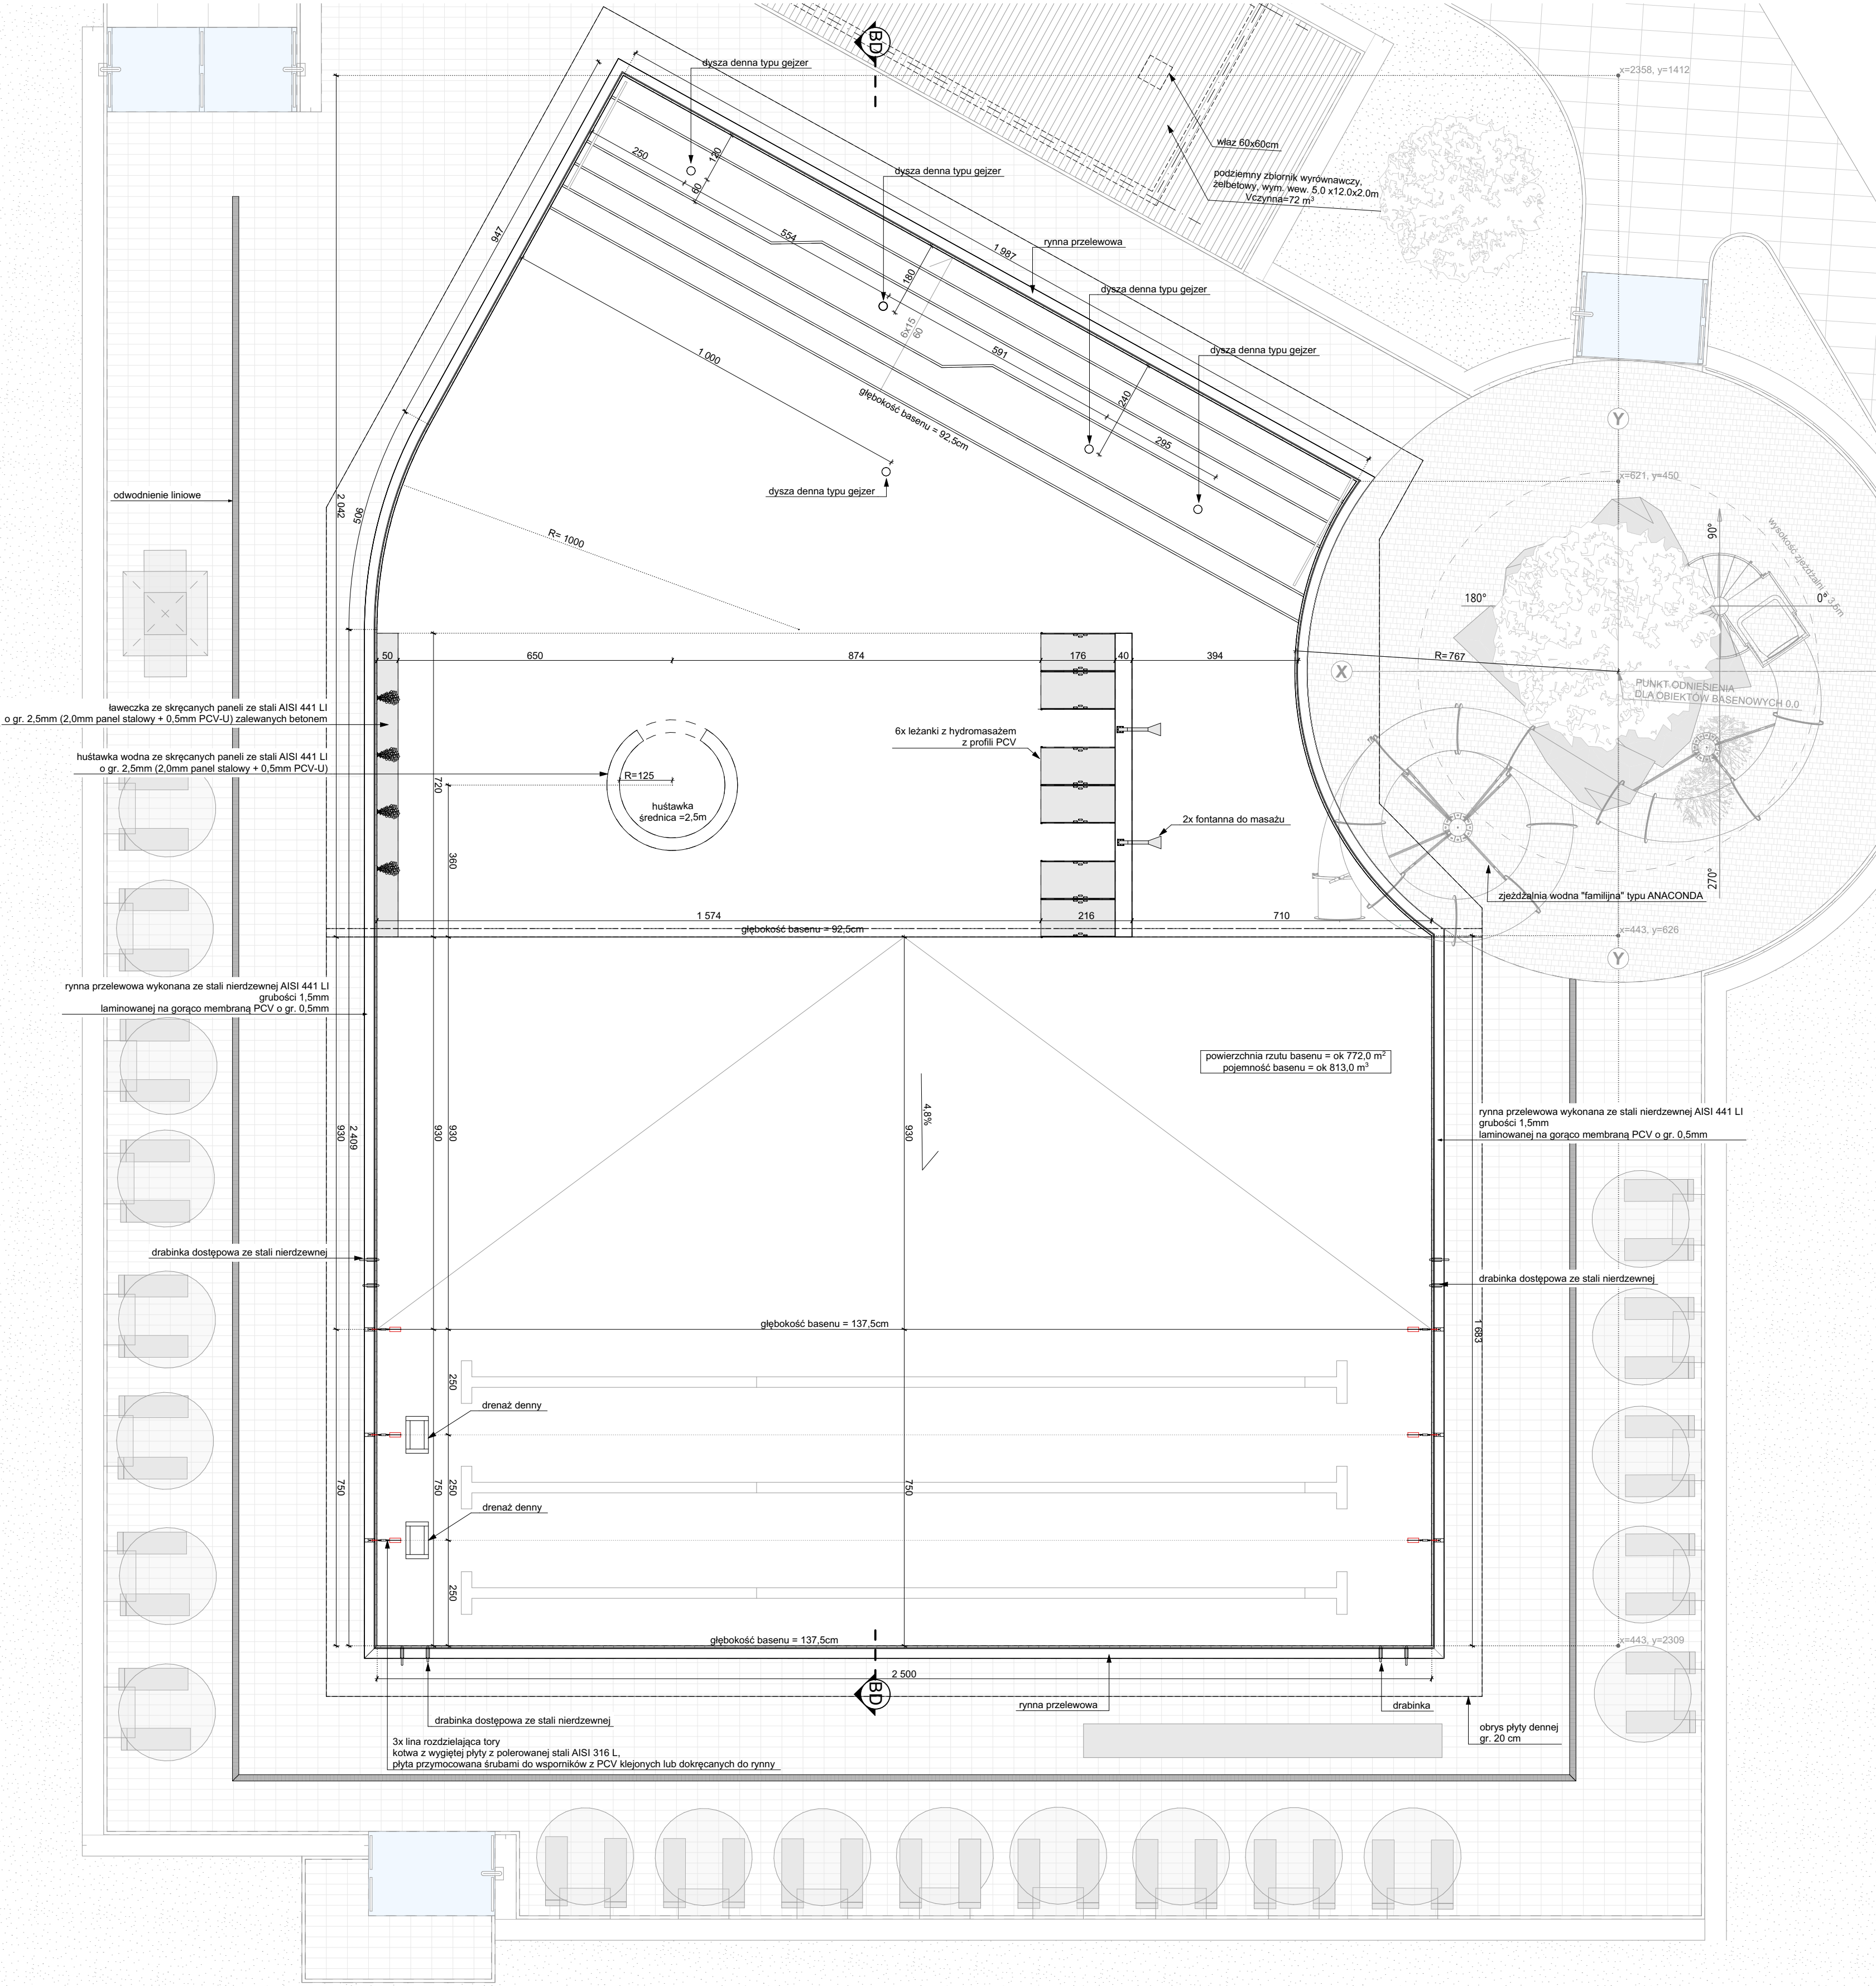 BD
dysza denna typu gejzer
x=2358, y=1412
właz 60x60cm
podziemny zbiornik wyrównawczy,
żelbetowy, wym. wew. 5.0 x12.0x2.0m
Vczynna=72 m³
250
120
60
dysza denna typu gejzer
947
554
rynna przelewowa
1 987
180
dysza denna typu gejzer
6x15
60
591
dysza denna typu gejzer
1 000
240
głębokość basenu = 92,5cm
295
Y
x=621, y=450
dysza denna typu gejzer
odwodnienie liniowe
2 042
506
R= 1000
wysokość zjeżdżalni = 3,5m
90°
180°
0°
50
650
874
176
40
394
R=767
X
PUNKT ODNIESIENIA
DLA OBIEKTÓW BASENOWYCH 0.0
ławeczka ze skręcanych paneli ze stali AISI 441 LI
o gr. 2,5mm (2,0mm panel stalowy + 0,5mm PCV-U) zalewanych betonem
6x leżanki z hydromasażem
z profili PCV
huśtawka wodna ze skręcanych paneli ze stali AISI 441 LI
o gr. 2,5mm (2,0mm panel stalowy + 0,5mm PCV-U)
720
R=125
huśtawka
średnica =2,5m
2x fontanna do masażu
360
270°
zjeżdżalnia wodna "familijna" typu ANACONDA
1 574
216
710
głębokość basenu = 92,5cm
x=443, y=626
Y
rynna przelewowa wykonana ze stali nierdzewnej AISI 441 LI
grubości 1,5mm
laminowanej na gorąco membraną PCV o gr. 0,5mm
powierzchnia rzutu basenu = ok 772,0 m²
pojemność basenu = ok 813,0 m³
4,8%
930
2 409
930
930
930
rynna przelewowa wykonana ze stali nierdzewnej AISI 441 LI
grubości 1,5mm
laminowanej na gorąco membraną PCV o gr. 0,5mm
drabinka dostępowa ze stali nierdzewnej
drabinka dostępowa ze stali nierdzewnej
głębokość basenu = 137,5cm
1 683
250
drenaż denny
750
750
250
750
drenaż denny
250
głębokość basenu = 137,5cm
x=443, y=2309
2 500
BD
rynna przelewowa
drabinka
drabinka dostępowa ze stali nierdzewnej
obrys płyty dennej
gr. 20 cm
3x lina rozdzielająca tory
kotwa z wygiętej płyty z polerowanej stali AISI 316 L,
płyta przymocowana śrubami do wsporników z PCV klejonych lub dokręcanych do rynny